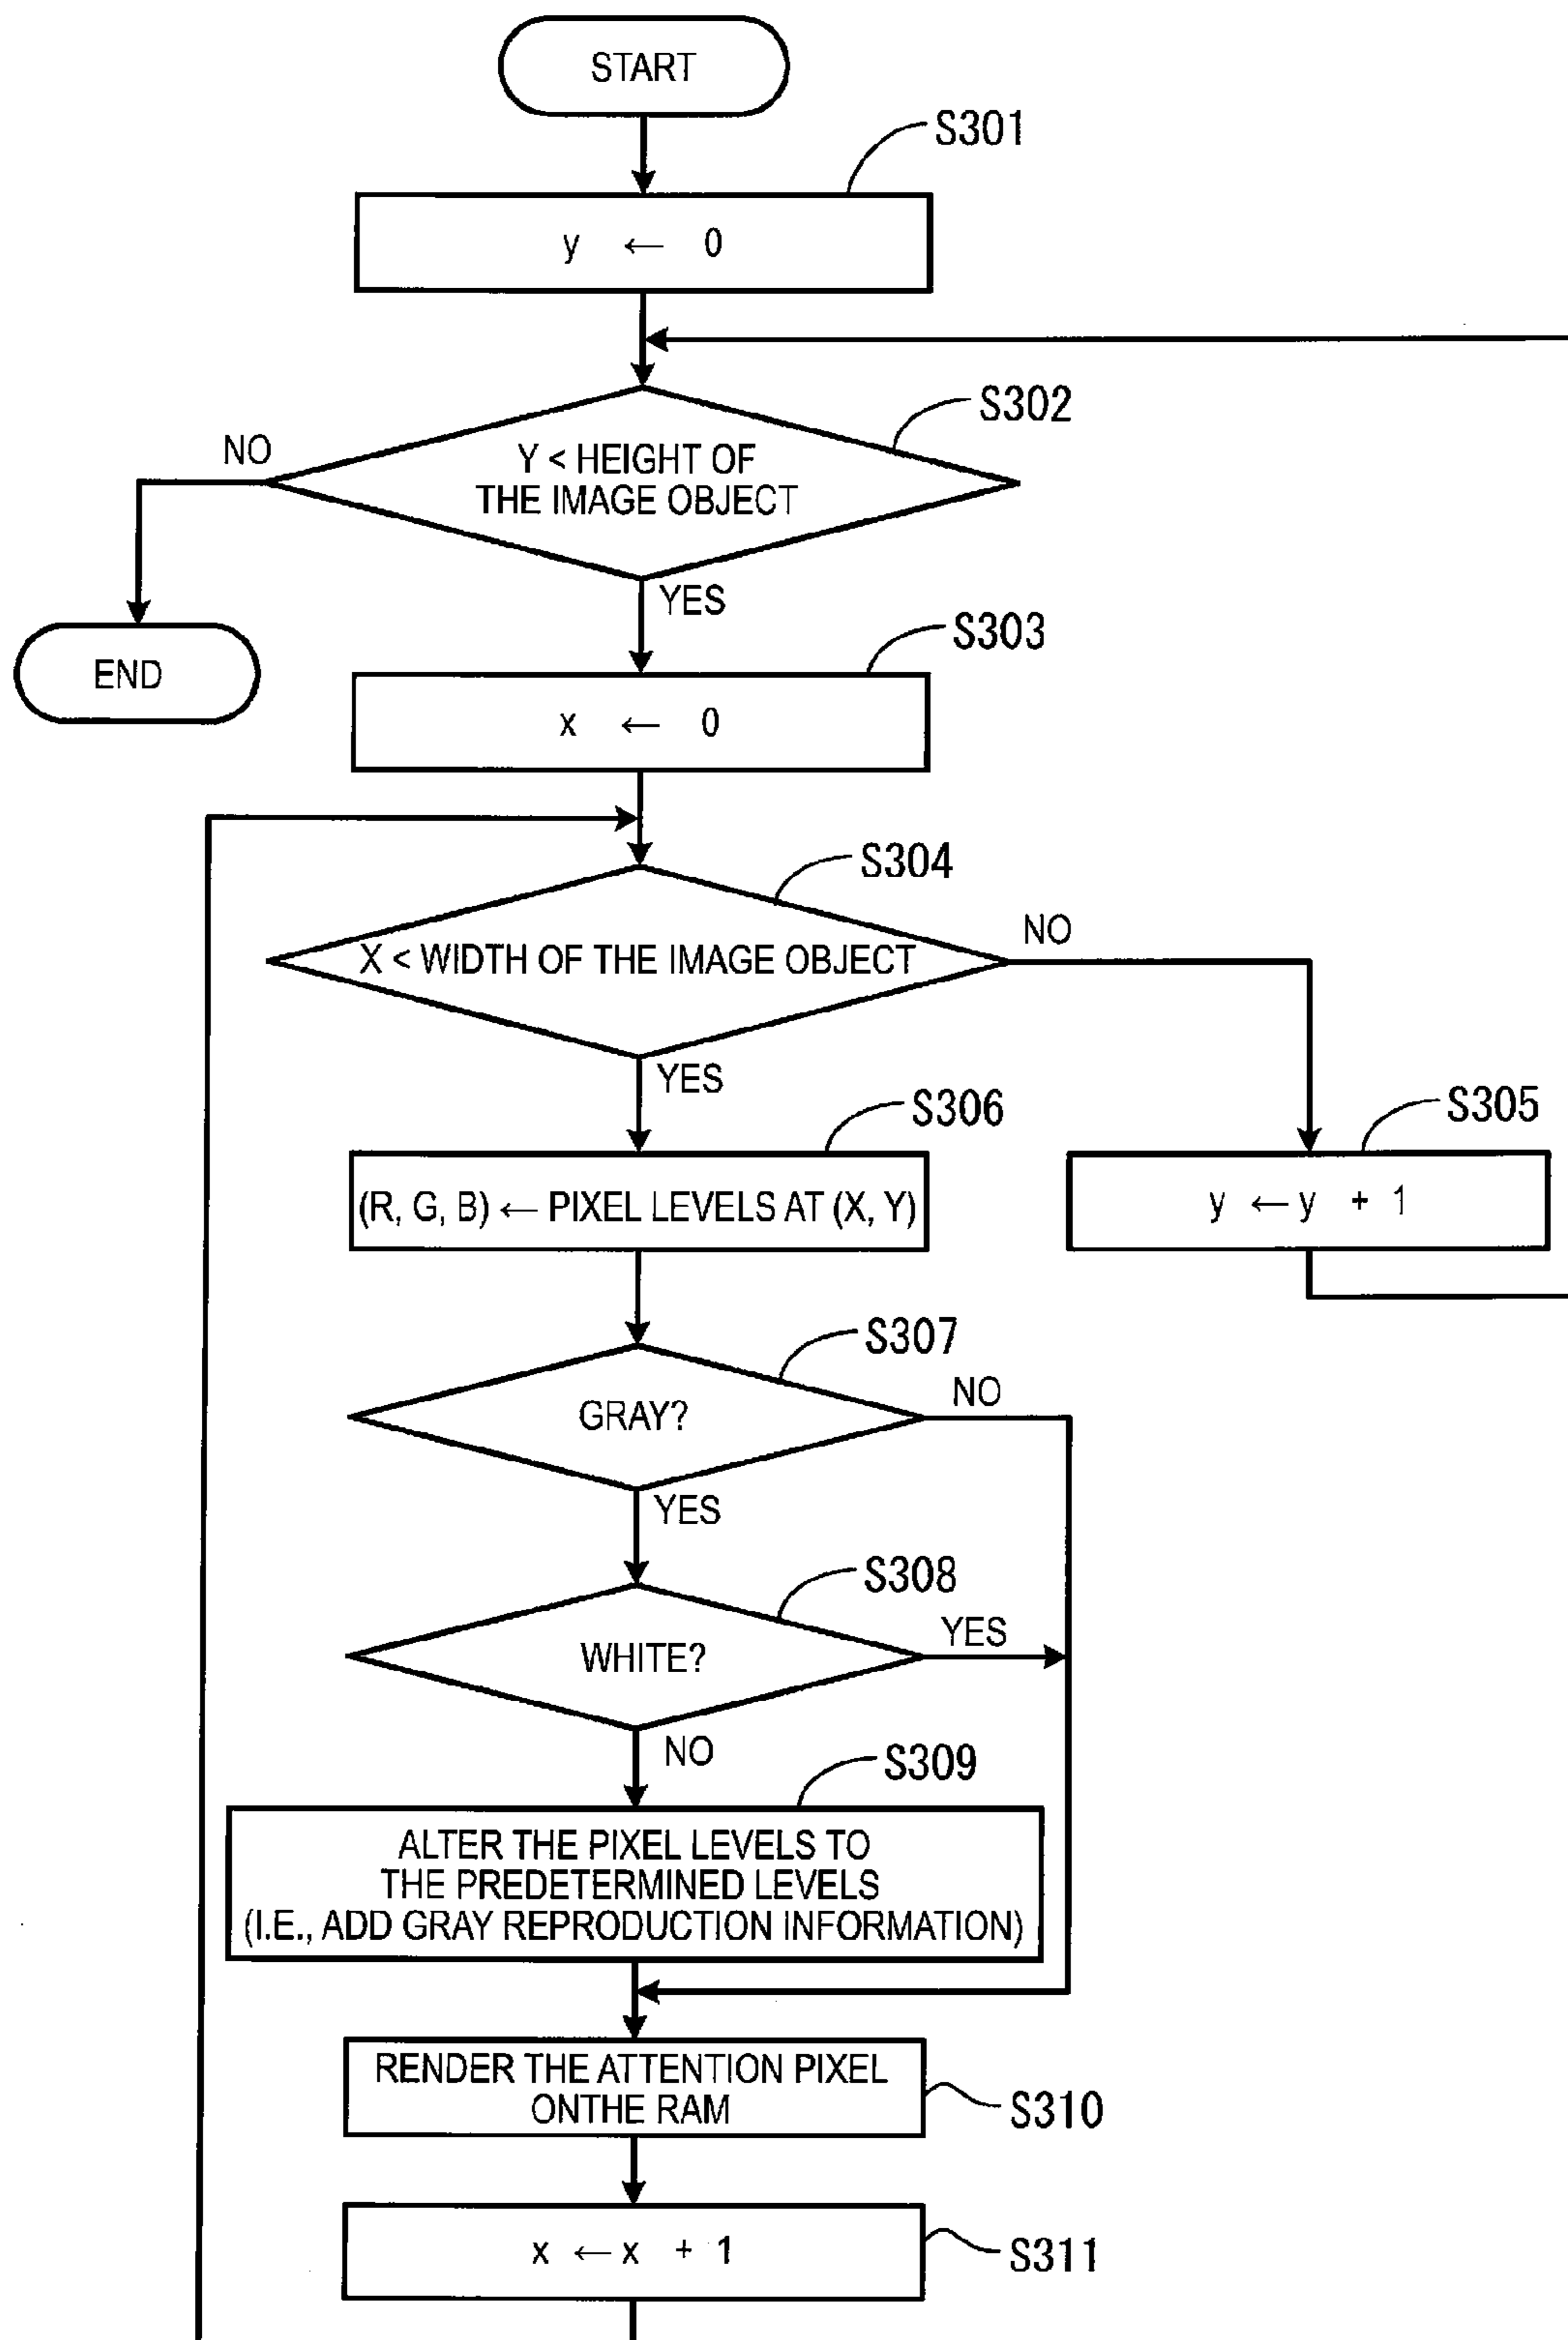 START
S301
y ← 0
S302
NO
Y < HEIGHT OF
THE IMAGE OBJECT
YES
S303
END
x ← 0
S304
NO
X < WIDTH OF THE IMAGE OBJECT
YES
S306
S305
(R, G, B) ← PIXEL LEVELS AT (X, Y)
y ← y + 1
S307
NO
GRAY?
YES
S308
YES
WHITE?
NO
S309
ALTER THE PIXEL LEVELS TO
THE PREDETERMINED LEVELS
(I.E., ADD GRAY REPRODUCTION INFORMATION)
RENDER THE ATTENTION PIXEL
ONTHE RAM
S310
x ← x + 1
S311